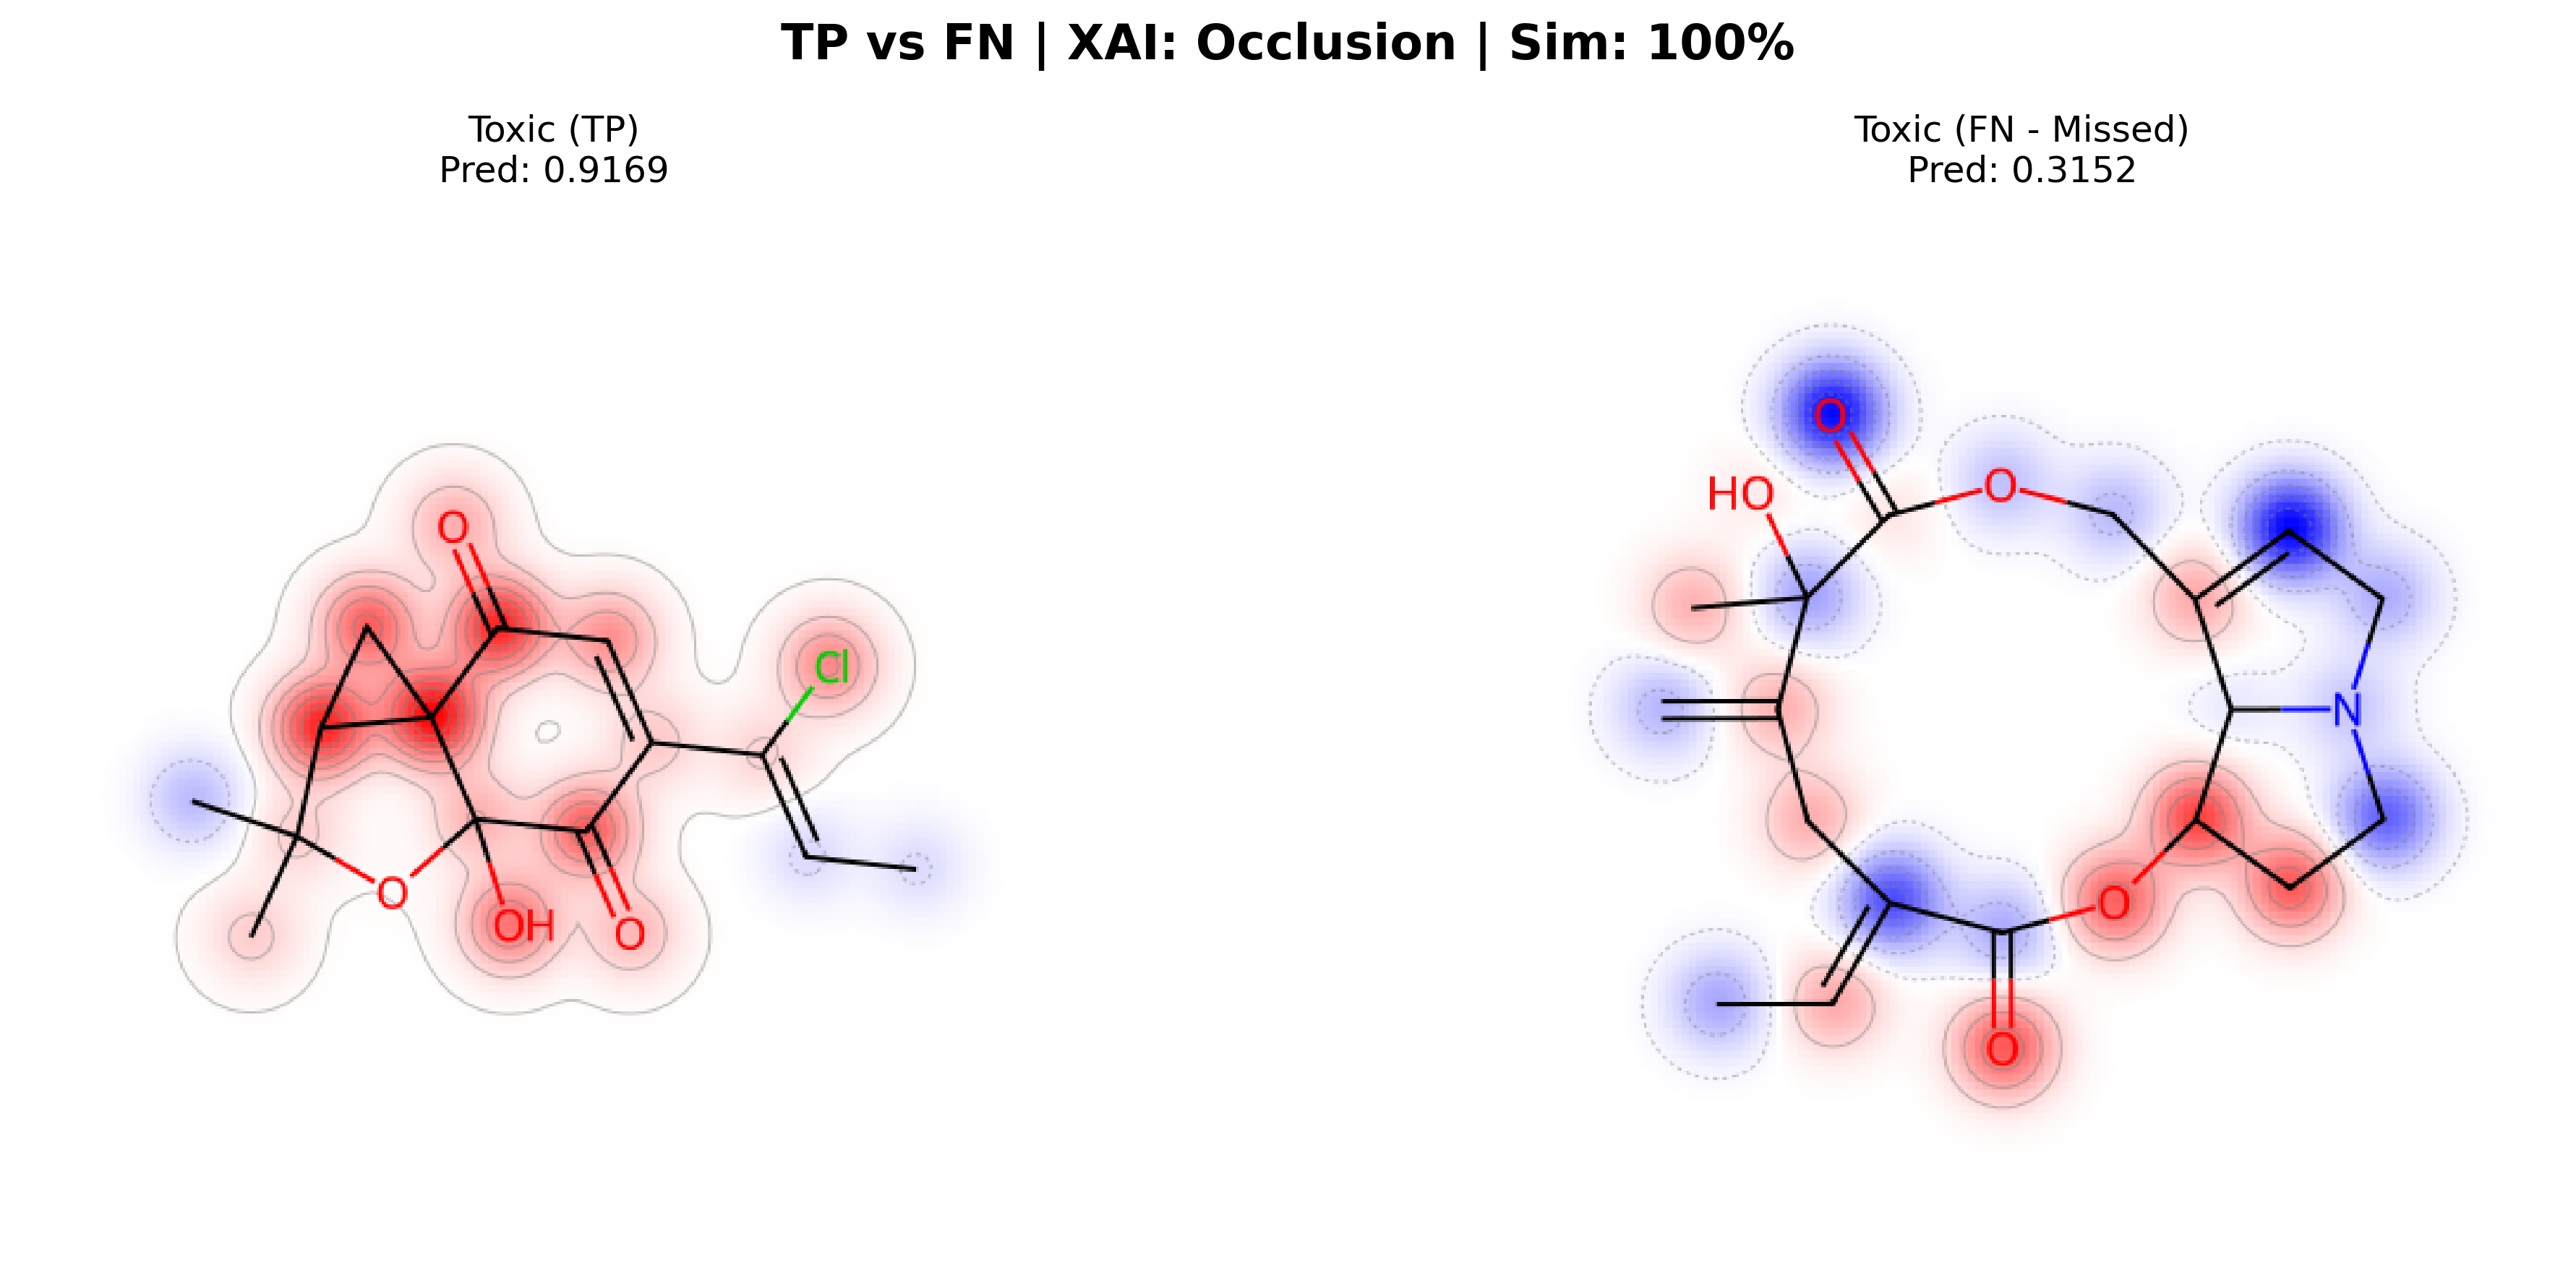 TP vs FN | XAI: Occlusion | Sim: 100%
Toxic (TP)
Pred: 0.9169
Toxic (FN - Missed)
Pred: 0.3152
O
Cl
O
OH
O
O
HO
O
N
O
O